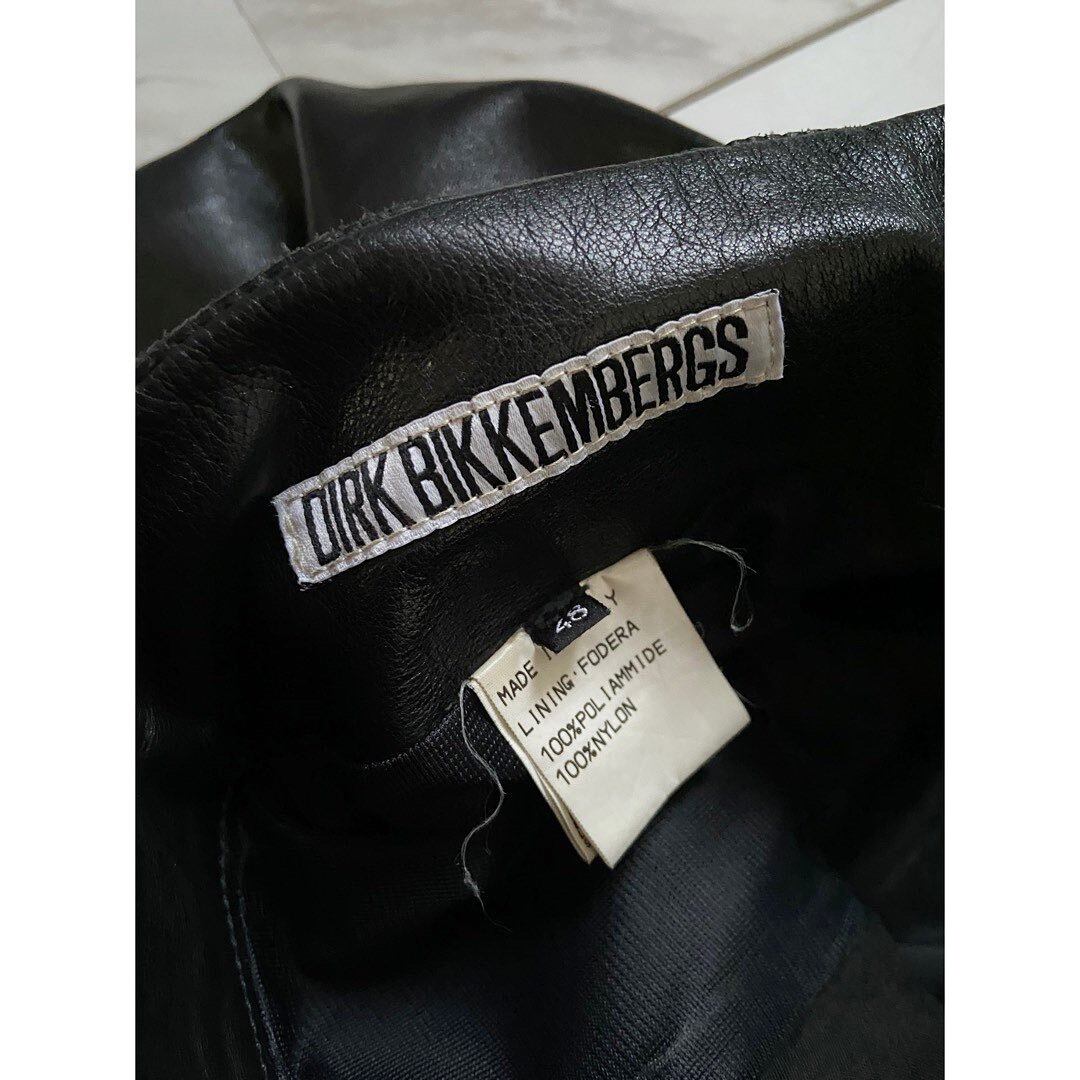 DIRK BIKKEMBERGS
48
MADE
LINING·FODERA
100%POLIAMMIDE
100%NYLON